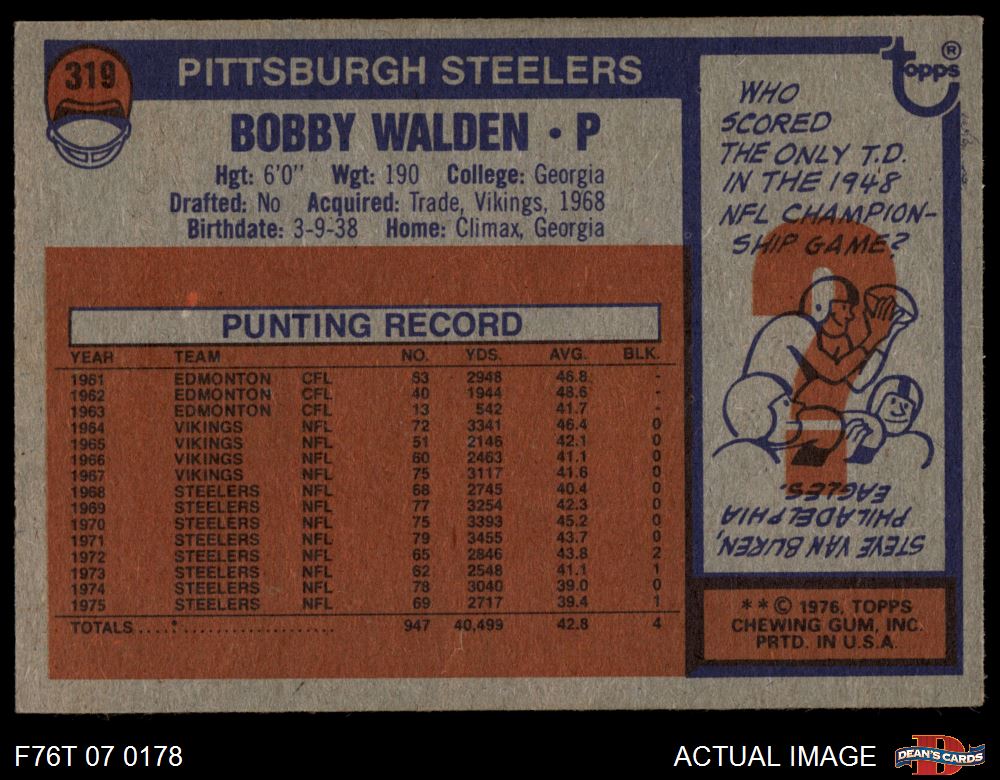 319
PITTSBURGH STEELERS
BOBBY WALDEN • P
Hgt: 6'0" Wgt: 190 College: Georgia
Drafted: No Acquired: Trade, Vikings, 1968
Birthdate: 3-9-38 Home: Climax, Georgia
PUNTING RECORD
YEAR TEAM NO. YDS. AVG. BLK.
1961 EDMONTON CFL 63 2948 46.8 -
1962 EDMONTON CFL 40 1944 48.6 -
1963 EDMONTON CFL 13 542 41.7 -
1964 VIKINGS NFL 72 3341 46.4 0
1965 VIKINGS NFL 51 2146 42.1 0
1966 VIKINGS NFL 60 2463 41.1 0
1967 VIKINGS NFL 75 3117 41.6 0
1968 STEELERS NFL 68 2745 40.4 0
1969 STEELERS NFL 77 3254 42.3 0
1970 STEELERS NFL 75 3393 45.2 0
1971 STEELERS NFL 79 3455 43.7 0
1972 STEELERS NFL 65 2846 43.8 2
1973 STEELERS NFL 62 2548 41.1 1
1974 STEELERS NFL 78 3040 39.0 0
1975 STEELERS NFL 69 2717 39.4 1
TOTALS...................... 947 40,499 42.8 4
topps®
WHO
SCORED
THE ONLY T.D.
IN THE 1948
NFL CHAMPION-
SHIP GAME?
STEVE VAN BUREN,
PHILADELPHIA
EAGLES.
** © 1976, TOPPS
CHEWING GUM, INC.
PRTD. IN U.S.A.
F76T 07 0178
ACTUAL IMAGE
D
DEAN'S CARDS